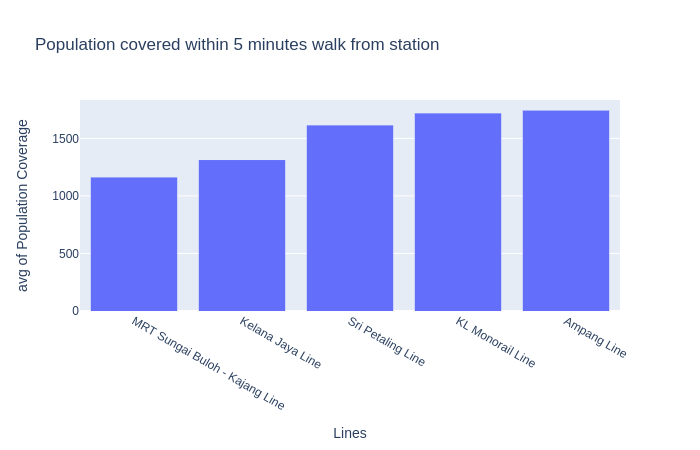 Population covered within 5 minutes walk from station
avg of Population Coverage
1500
1000
500
0
MRT Sungai Buloh - Kajang Line
Kelana Jaya Line
Sri Petaling Line
KL Monorail Line
Ampang Line
Lines